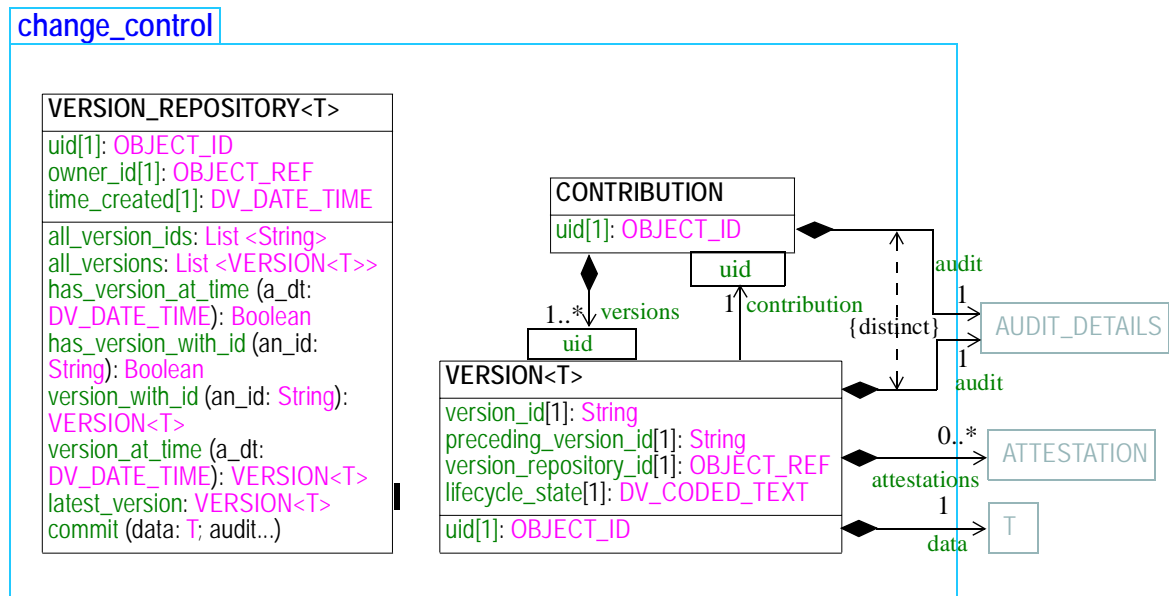 change_control
VERSION_REPOSITORY<T>
uid[1]: OBJECT_ID
owner_id[1]: OBJECT_REF
time_created[1]: DV_DATE_TIME
all_version_ids: List <String>
all_versions: List <VERSION<T>>
has_version_at_time (a_dt:
DV_DATE_TIME): Boolean
has_version_with_id (an_id:
String): Boolean
version_with_id (an_id: String):
VERSION<T>
version_at_time (a_dt:
DV_DATE_TIME): VERSION<T>
latest_version: VERSION<T>
commit (data: T; audit...)
CONTRIBUTION
uid[1]: OBJECT_ID
uid
audit
1..* versions
1 contribution
1
{distinct}
AUDIT_DETAILS
uid
1
audit
VERSION<T>
version_id[1]: String
preceding_version_id[1]: String
version_repository_id[1]: OBJECT_REF
lifecycle_state[1]: DV_CODED_TEXT
uid[1]: OBJECT_ID
0..*
ATTESTATION
attestations
1
T
data